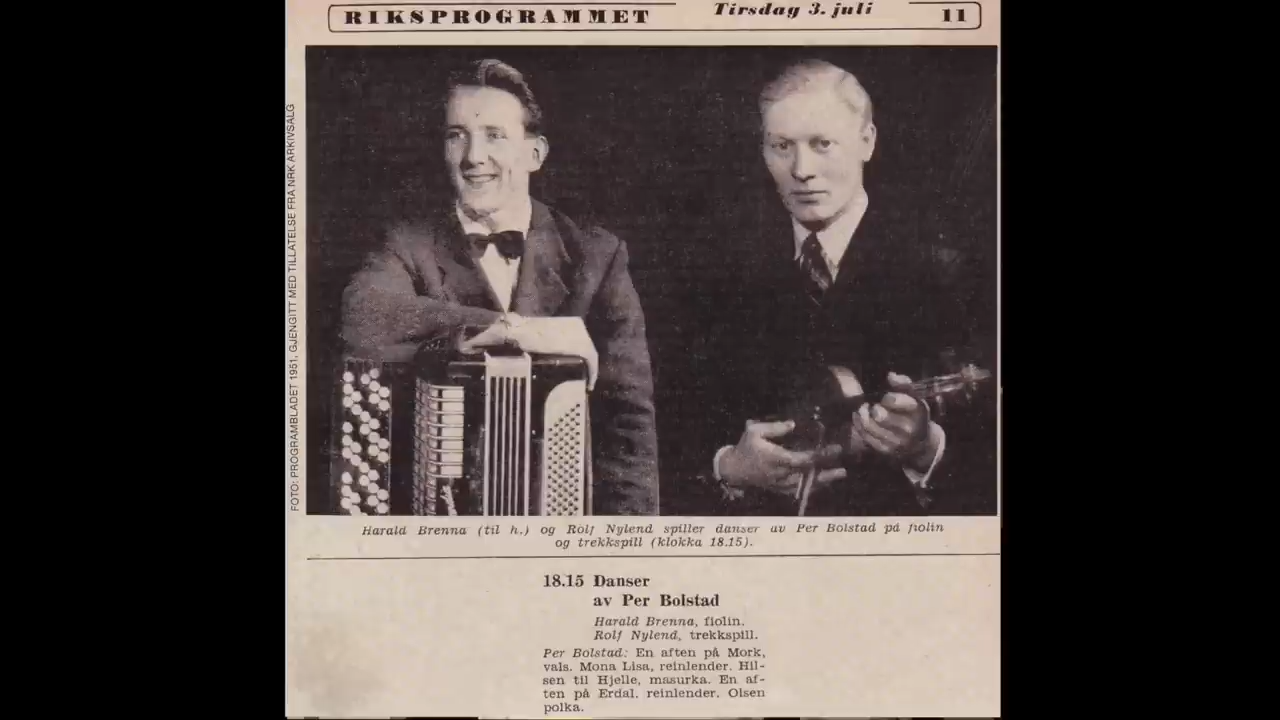 RIKSPROGRAMMET
Tirsdag 3. juli
11
FOTO: PROGRAMBLADET 1951, GJENGITT MED TILLATELSE FRA NRK ARKIVSALG
Harald Brenna (til h.) og Rolf Nylend spiller danser av Per Bolstad på fiolin
og trekkspill (klokka 18.15).
18.15 Danser
av Per Bolstad
Harald Brenna, fiolin.
Rolf Nylend, trekkspill.
Per Bolstad: En aften på Mork,
vals. Mona Lisa, reinlender. Hil-
sen til Hjelle, masurka. En af-
ten på Erdal, reinlender. Olsen
polka.